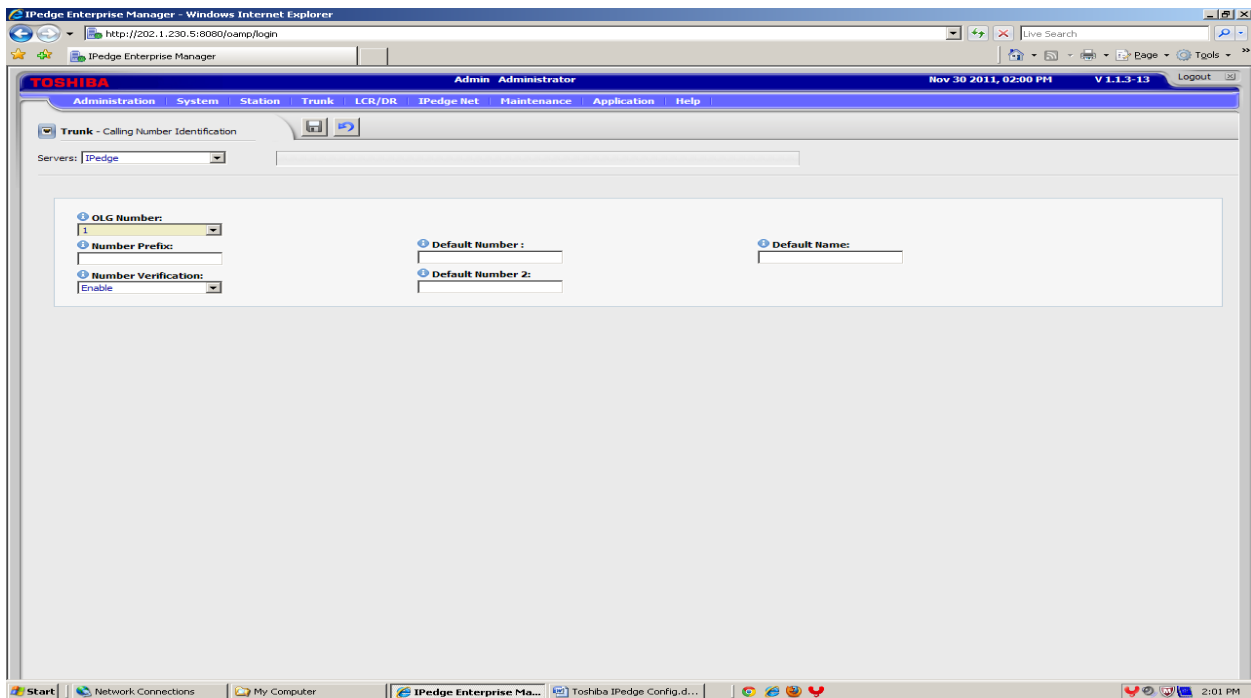 IPedge Enterprise Manager - Windows Internet Explorer
http://202.1.230.5:8080/oamp/login
Live Search
IPedge Enterprise Manager
Page
Tools
»
TOSHIBA
Admin Administrator
Nov 30 2011, 02:00 PM
V 1.1.3-13
Logout
Administration System Station Trunk LCR/DR IPedge Net Maintenance Application Help
Trunk - Calling Number Identification
Servers: IPedge
OLG Number:
1
Number Prefix:
Default Number :
Default Name:
Number Verification:
Enable
Default Number 2:
Start
Network Connections
My Computer
IPedge Enterprise Ma...
Toshiba IPedge Config.d...
2:01 PM